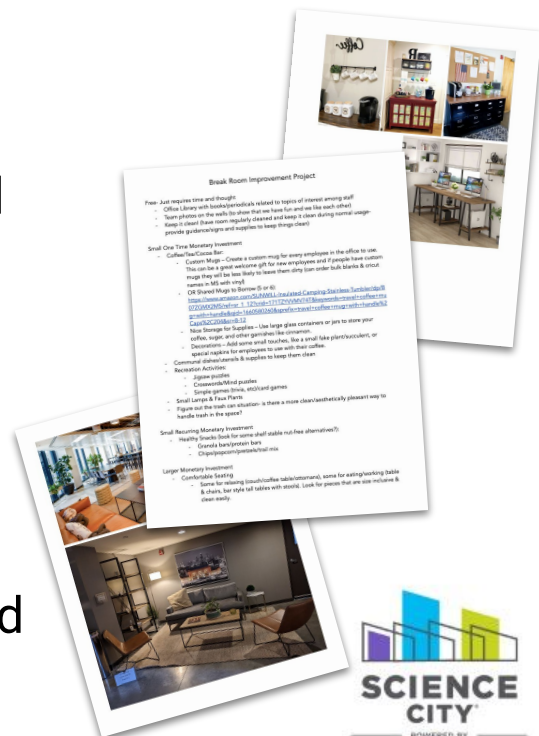 Coffee
R
Break Room Improvement Project
Free- Just requires time and thought
- Office Library with books/periodicals related to topics of interest among staff
- Team photos on the walls (to show that we have fun and we like each other)
- Keep it clean! (have room regularly cleaned and keep it clean during normal usage-
provide guidance/signs and supplies to keep things clean)
Small One Time Monetary Investment
- Coffee/Tea/Cocoa Bar:
- Custom Mugs – Create a custom mug for every employee in the office to use.
This can be a great welcome gift for new employees and if people have custom
mugs they will be less likely to leave them dirty (can order bulk blanks & cricut
names in MS with vinyl)
- OR Shared Mugs to Borrow (5 or 6):
- Nice Storage for Supplies – Use large glass containers or jars to store your
coffee, sugar, and other garnishes like cinnamon.
- Decorations – Add some small touches, like a small fake plant/succulent, or
special napkins for employees to use with their coffee.
- Communal dishes/utensils & supplies to keep them clean
- Recreation Activities:
- Jigsaw puzzles
- Crosswords/Mind puzzles
- Simple games (trivia, etc)/card games
- Small Lamps & Faux Plants
- Figure out the trash can situation- is there a more clean/aesthetically pleasant way to
handle trash in the space?
Small Recurring Monetary Investment
- Healthy Snacks (look for some shelf stable nut-free alternatives?):
- Granola bars/protein bars
- Chips/popcorn/pretzels/trail mix
Larger Monetary Investment
- Comfortable Seating
- Some for relaxing (couch/coffee table/ottomans), some for eating/working (table
& chairs, bar style tall tables with stools). Look for pieces that are size inclusive &
clean easily.
d
SCIENCE
CITY
POWERED BY